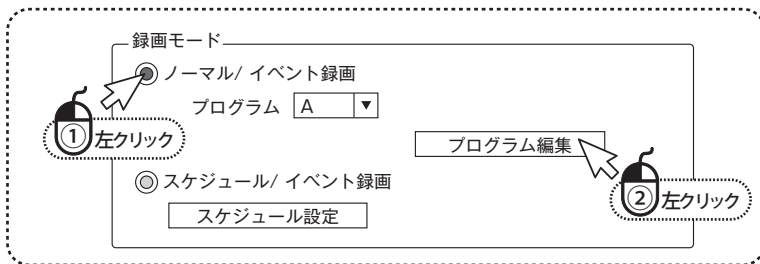 録画モード
ノーマル/ イベント録画
プログラム A ▼
① 左クリック
プログラム編集
スケジュール/ イベント録画
② 左クリック
スケジュール設定